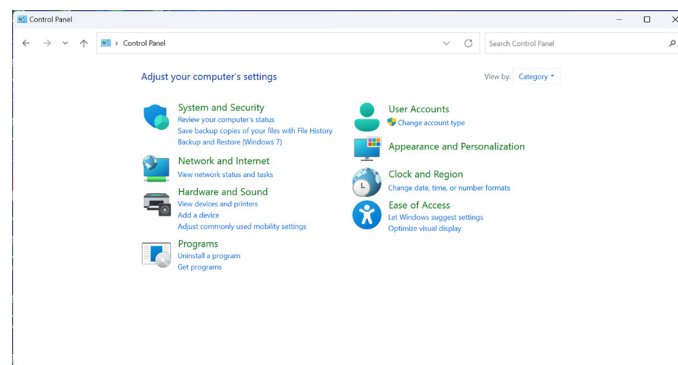 Control Panel
Control Panel
Search Control Panel
Adjust your computer's settings
View by: Category
System and Security
Review your computer's status
Save backup copies of your files with File History
Backup and Restore (Windows 7)
Network and Internet
View network status and tasks
Hardware and Sound
View devices and printers
Add a device
Adjust commonly used mobility settings
Programs
Uninstall a program
Get programs
User Accounts
Change account type
Appearance and Personalization
Clock and Region
Change date, time, or number formats
Ease of Access
Let Windows suggest settings
Optimize visual display